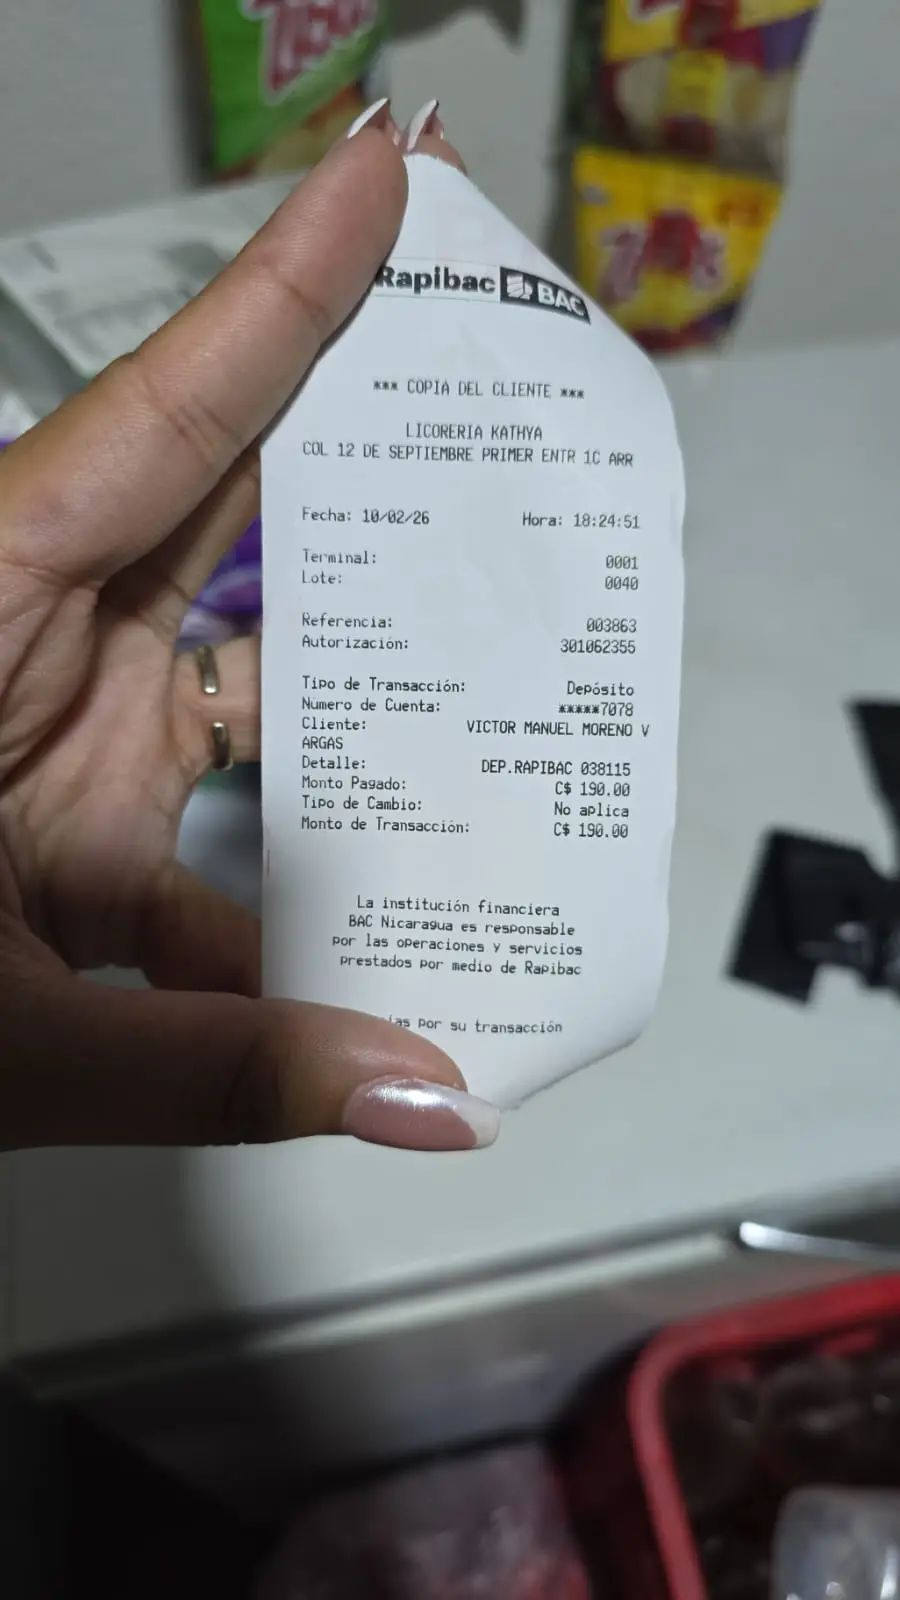 Rapibac BAC
*** COPIA DEL CLIENTE ***
LICORERIA KATHYA
COL 12 DE SEPTIEMBRE PRIMER ENTR 1C ARR
Fecha: 10/02/26 Hora: 18:24:51
Terminal: 0001
Lote: 0040
Referencia: 003863
Autorización: 301062355
Tipo de Transacción: Depósito
Número de Cuenta: *****7078
Cliente: VICTOR MANUEL MORENO V
ARGAS
Detalle: DEP.RAPIBAC 038115
Monto Pagado: C$ 190.00
Tipo de Cambio: No aplica
Monto de Transacción: C$ 190.00
La institución financiera
BAC Nicaragua es responsable
por las operaciones y servicios
prestados por medio de Rapibac
ias por su transacción